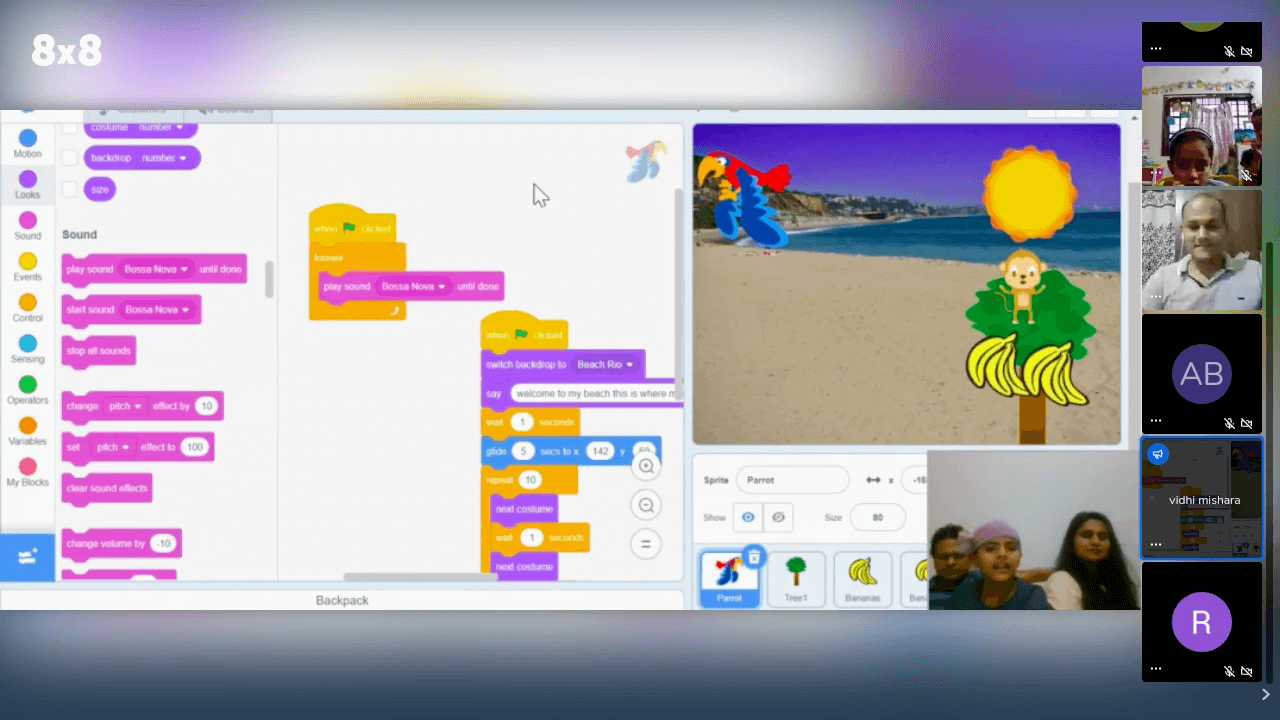 8x8
Costumes
Sounds
costume number
backdrop number
size
Motion
Looks
Sound
Events
Control
Sensing
Operators
Variables
My Blocks
Sound
play sound Bossa Nova until done
start sound Bossa Nova
stop all sounds
change pitch effect by 10
set pitch effect to 100
clear sound effects
change volume by -10
when clicked
forever
play sound Bossa Nova until done
when clicked
switch backdrop to Beach Rio
say welcome to my beach this is where
wait 1 seconds
glide 5 secs to x: 142 y
repeat 10
next costume
wait 1 seconds
next costume
Backpack
Sprite Parrot x
Show Size 80
Parrot
Tree1
Bananas
AB
vidhi mishara
R